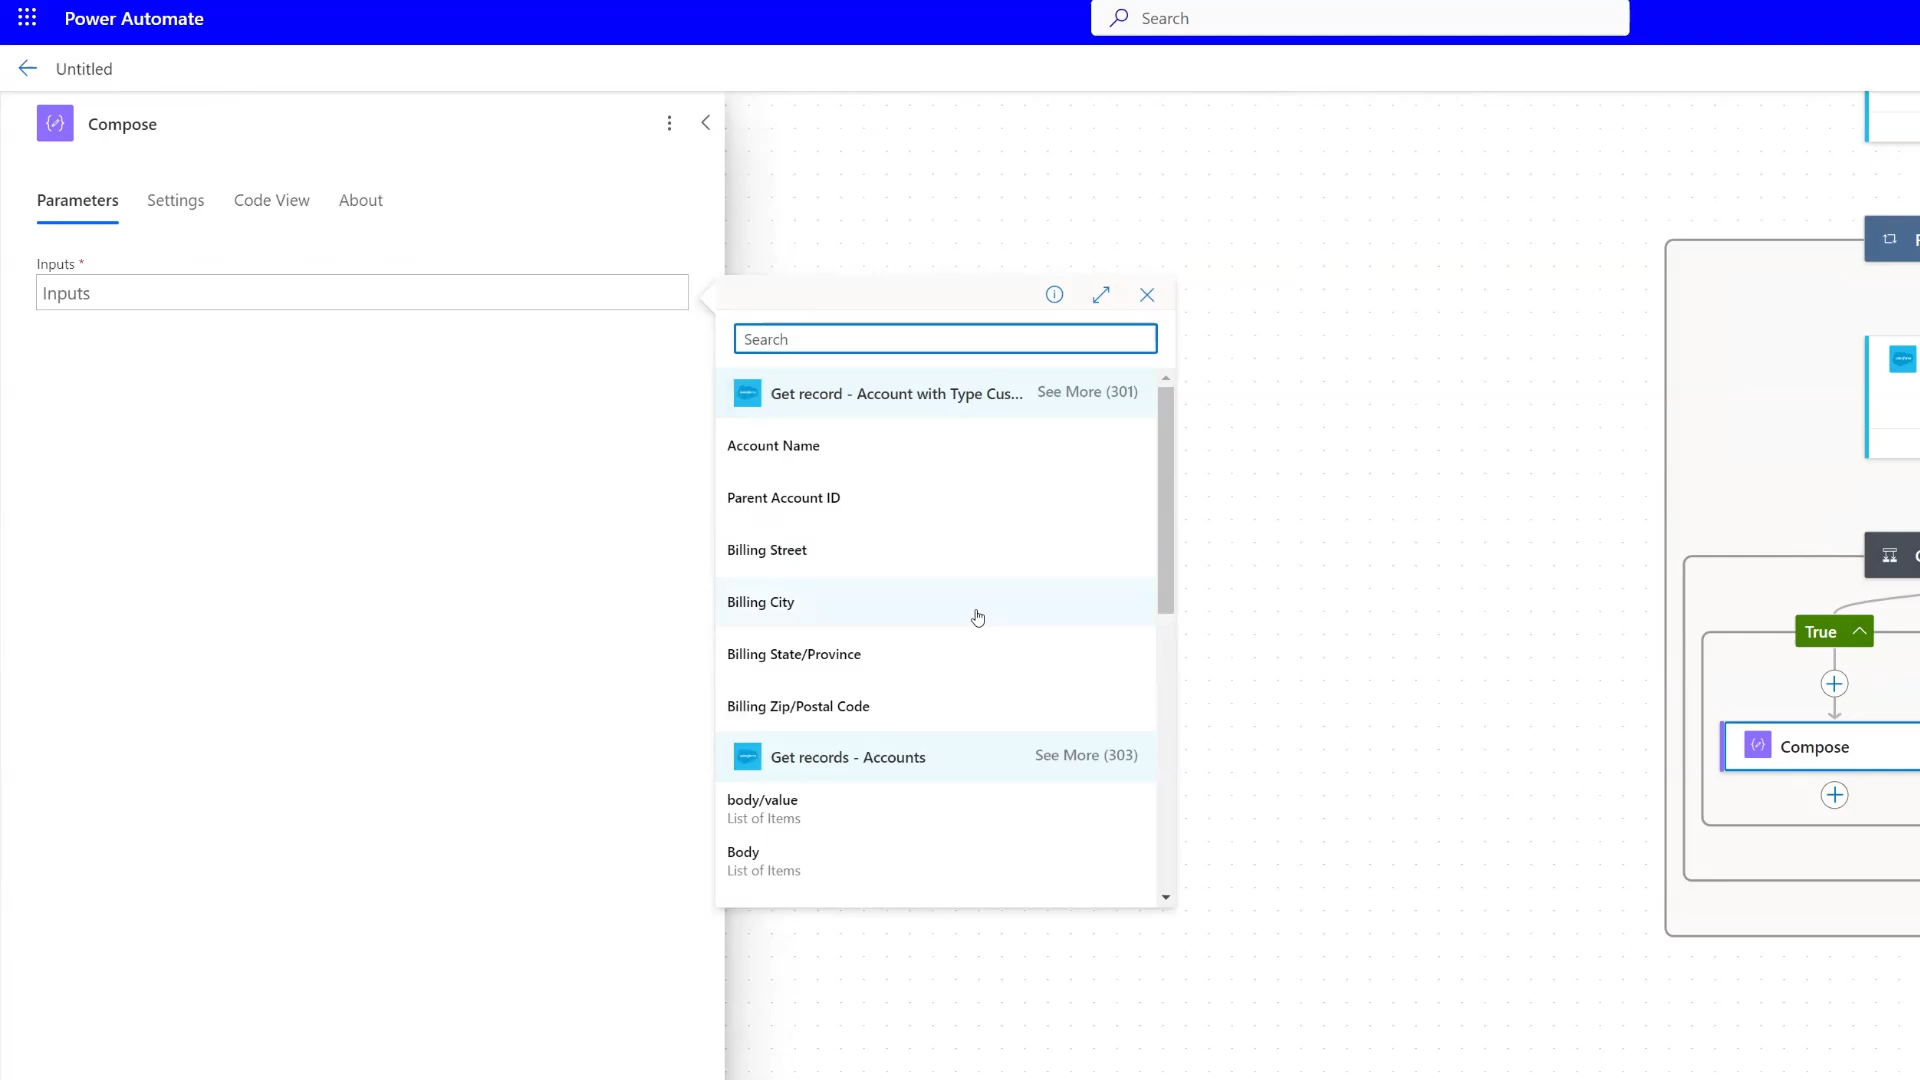 Power Automate
Search
Untitled
Compose
Parameters
Settings
Code View
About
Inputs *
Inputs
Search
Get record - Account with Type Cus...
See More (301)
Account Name
Parent Account ID
Billing Street
Billing City
Billing State/Province
Billing Zip/Postal Code
Get records - Accounts
See More (303)
body/value
List of Items
Body
List of Items
True
Compose